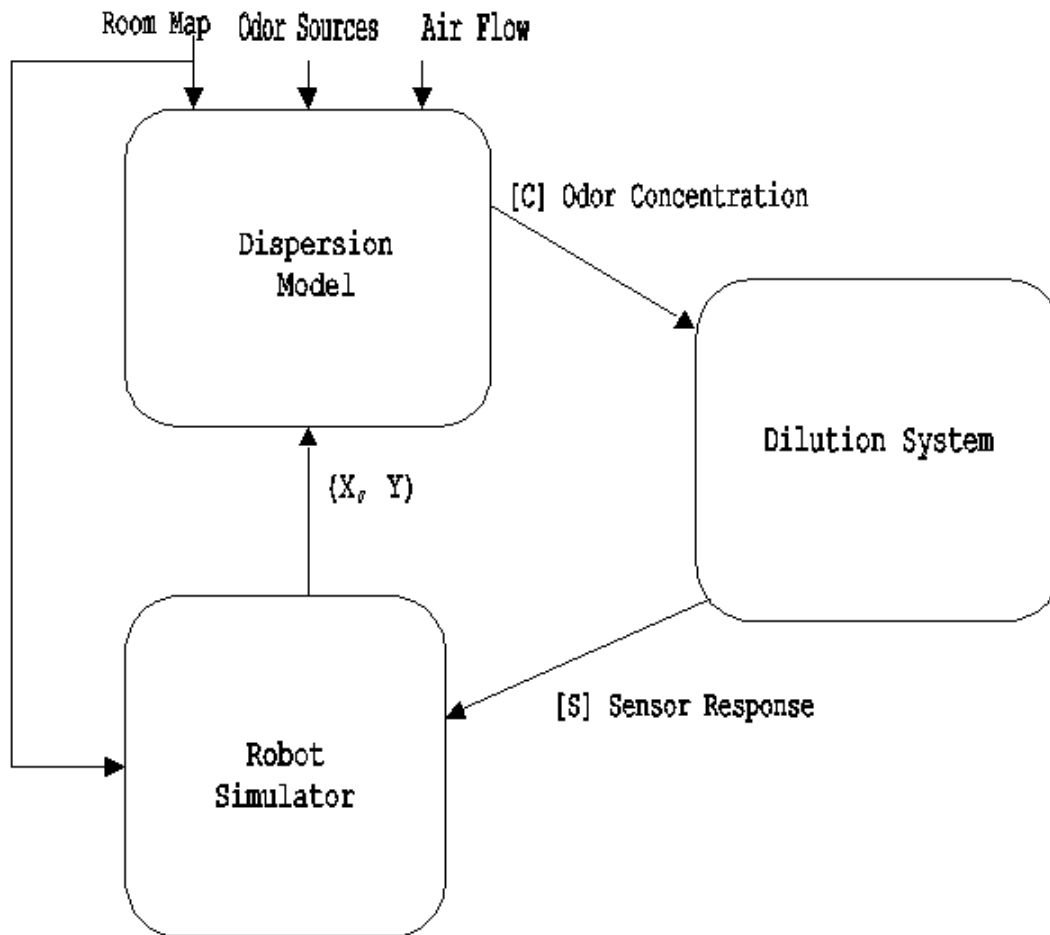 Room Map
Odor Sources
Air Flow
[C] Odor Concentration
Dispersion
Model
Dilution System
(X, Y)
[S] Sensor Response
Robot
Simulator